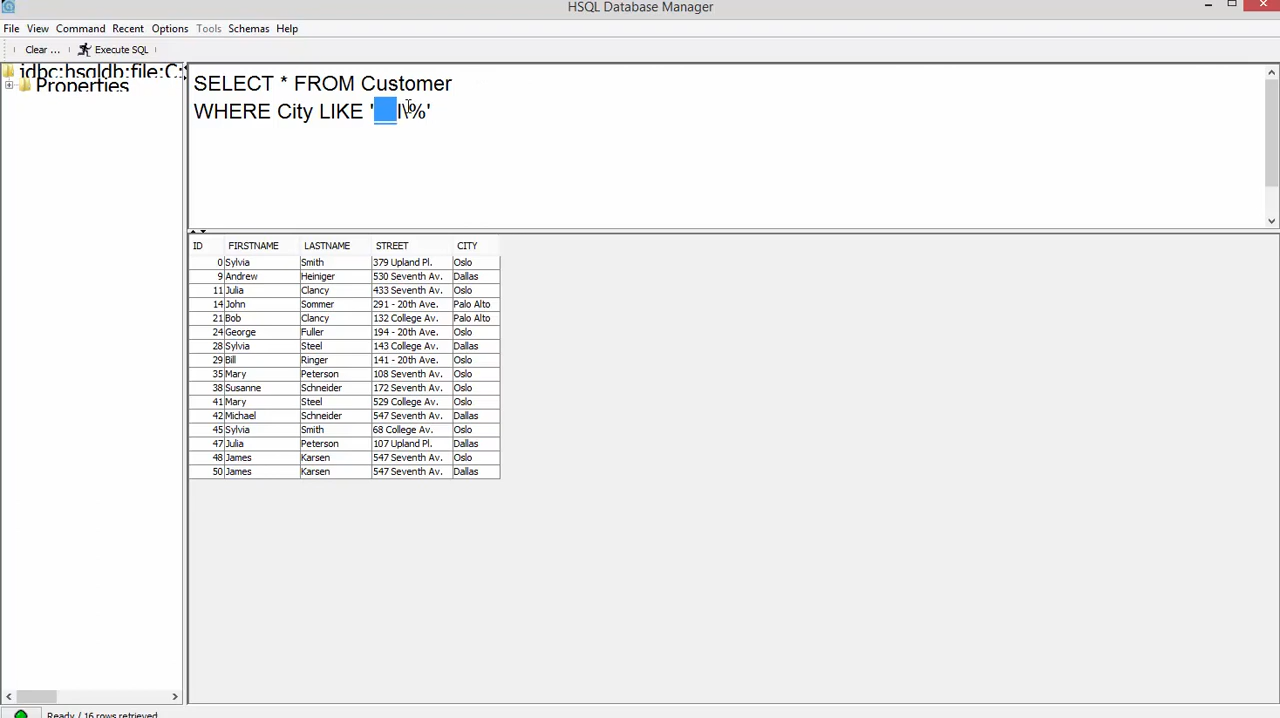 HSQL Database Manager
File View Command Recent Options Tools Schemas Help
Clear ... Execute SQL
jdbc:hsqldb:file:C:
Properties
SELECT * FROM Customer
WHERE City LIKE '__l%'
ID FIRSTNAME LASTNAME STREET CITY
0 Sylvia Smith 379 Upland Pl. Oslo
9 Andrew Heiniger 530 Seventh Av. Dallas
11 Julia Clancy 433 Seventh Av. Oslo
14 John Sommer 291 - 20th Ave. Palo Alto
21 Bob Clancy 132 College Av. Palo Alto
24 George Fuller 194 - 20th Ave. Oslo
28 Sylvia Steel 143 College Av. Dallas
29 Bill Ringer 141 - 20th Ave. Oslo
35 Mary Peterson 108 Seventh Av. Oslo
38 Susanne Schneider 172 Seventh Av. Oslo
41 Mary Steel 529 College Av. Oslo
42 Michael Schneider 547 Seventh Av. Dallas
45 Sylvia Smith 68 College Av. Oslo
47 Julia Peterson 107 Upland Pl. Dallas
48 James Karsen 547 Seventh Av. Oslo
50 James Karsen 547 Seventh Av. Dallas
Ready / 16 rows retrieved